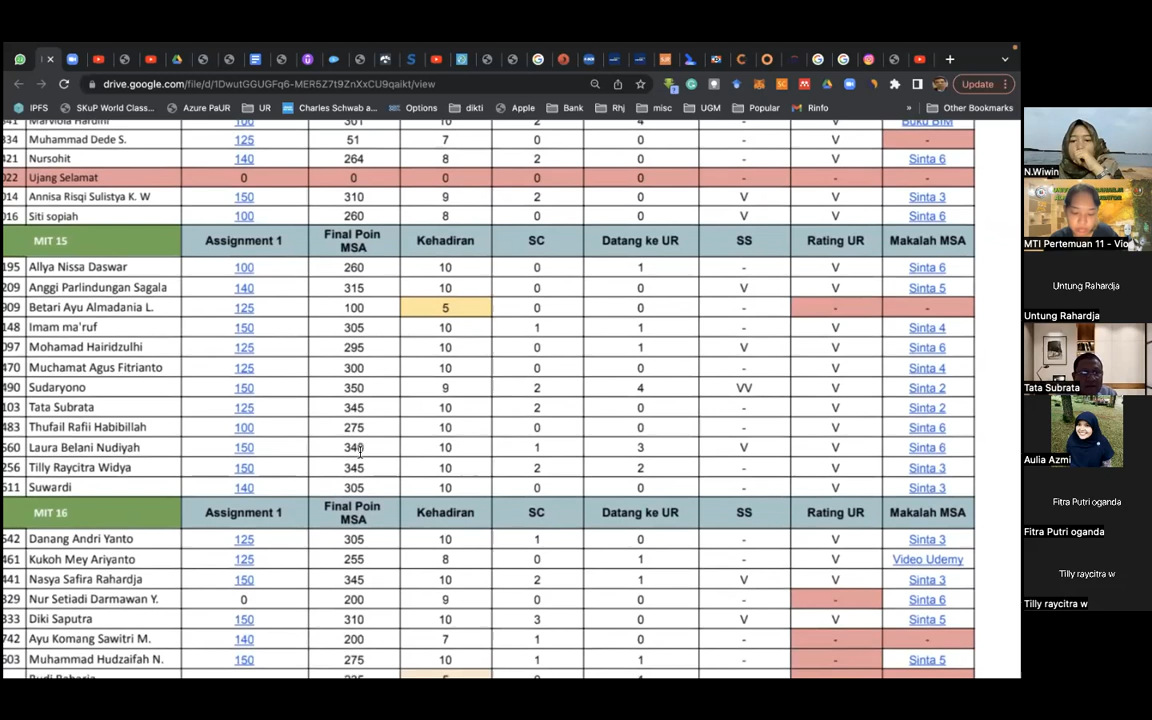 drive.google.com/file/d/1DwutGGUGFq6-MER5Z7t9ZnXxCU9qaikt/view
Update
IPFS SKuP World Class... Azure PaUR UR Charles Schwab a... Options dikti Apple Bank Rhj misc UGM Popular Rinfo » Other Bookmarks
334 Muhammad Dede S. 125 51 7 0 0 - V -
421 Nursohit 140 264 8 2 0 - V Sinta 6
022 Ujang Selamat 0 0 0 0 0 - - -
014 Annisa Risqi Sulistya K. W 150 310 9 2 0 V V Sinta 3
016 Siti sopiah 100 260 8 0 0 V V Sinta 6
MIT 15 Assignment 1 Final Poin MSA Kehadiran SC Datang ke UR SS Rating UR Makalah MSA
195 Allya Nissa Daswar 100 260 10 0 1 - V Sinta 6
209 Anggi Parlindungan Sagala 140 315 10 0 0 V V Sinta 5
909 Betari Ayu Almadania L. 125 100 5 0 0 - - -
148 Imam ma'ruf 150 305 10 1 1 - V Sinta 4
097 Mohamad Hairidzulhi 125 295 10 0 1 V V Sinta 6
470 Muchamat Agus Fitrianto 125 300 10 0 0 - V Sinta 4
490 Sudaryono 150 350 9 2 4 VV V Sinta 2
103 Tata Subrata 125 345 10 2 0 - V Sinta 2
483 Thufail Rafii Habibillah 100 275 10 0 0 - V Sinta 6
560 Laura Belani Nudiyah 150 340 10 1 3 V V Sinta 6
256 Tilly Raycitra Widya 150 345 10 2 2 - V Sinta 3
511 Suwardi 140 305 10 0 0 - V Sinta 3
MIT 16 Assignment 1 Final Poin MSA Kehadiran SC Datang ke UR SS Rating UR Makalah MSA
542 Danang Andri Yanto 125 305 10 1 0 - V Sinta 3
461 Kukoh Mey Ariyanto 125 255 8 0 1 - V Video Udemy
441 Nasya Safira Rahardja 150 345 10 2 1 V V Sinta 3
329 Nur Setiadi Darmawan Y. 0 200 9 0 0 - - Sinta 6
333 Diki Saputra 150 310 10 3 0 V V Sinta 5
742 Ayu Komang Sawitri M. 140 200 7 1 0 - - -
503 Muhammad Hudzaifah N. 150 275 10 1 1 - - Sinta 5
N.Wiwin
MTI Pertemuan 11 - Vio
Untung Rahardja
Untung Rahardja
Tata Subrata
Aulia Azmi
Fitra Putri oganda
Fitra Putri oganda
Tilly raycitra w
Tilly raycitra w